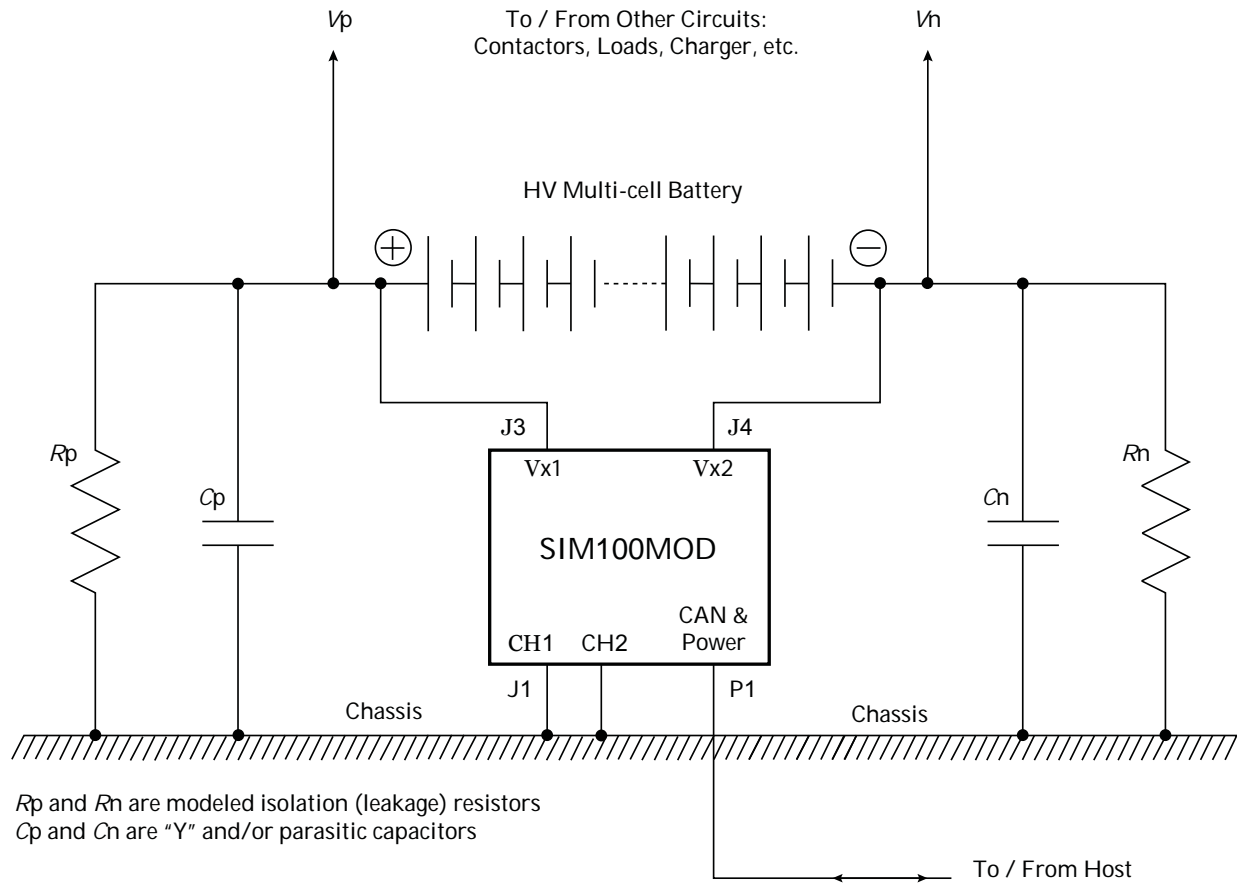 Vp
To / From Other Circuits:
Contactors, Loads, Charger, etc.
Vn
HV Multi-cell Battery
+
−
J3
J4
Rp
Cp
Vx1
Vx2
Cn
Rn
SIM100MOD
CH1
CH2
CAN &
Power
J1
P1
Chassis
Chassis
Rp and Rn are modeled isolation (leakage) resistors
Cp and Cn are “Y” and/or parasitic capacitors
To / From Host